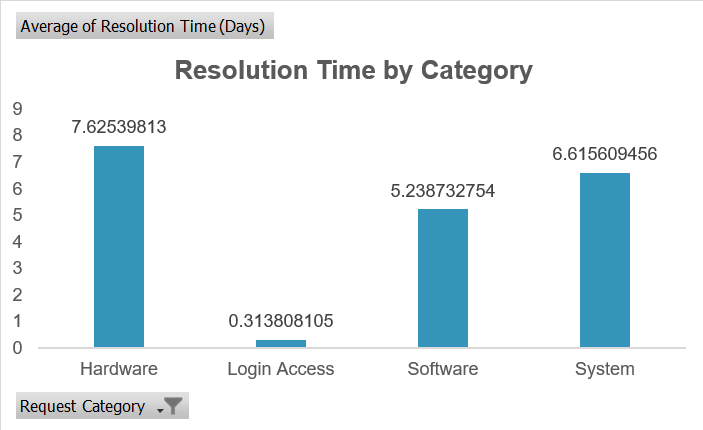 Average of Resolution Time (Days)
Resolution Time by Category
9
8
7
6
5
4
3
2
1
0
7.62539813
0.313808105
5.238732754
6.615609456
Hardware
Login Access
Software
System
Request Category